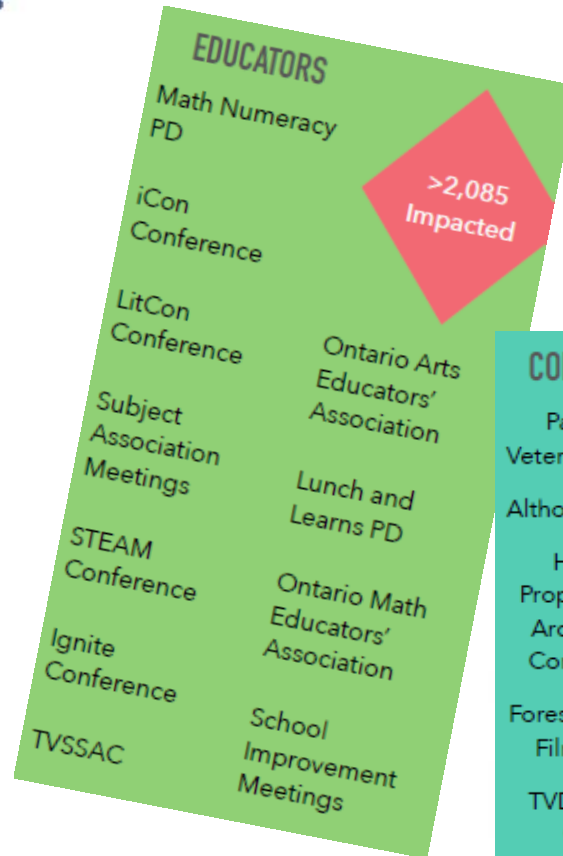 EDUCATORS
Math Numeracy
PD
iCon
Conference
LitCon
Conference
Subject
Association
Meetings
STEAM
Conference
Ignite
Conference
TVSSAC
>2,085
Impacted
Ontario Arts
Educators'
Association
Lunch and
Learns PD
Ontario Math
Educators'
Association
School
Improvement
Meetings